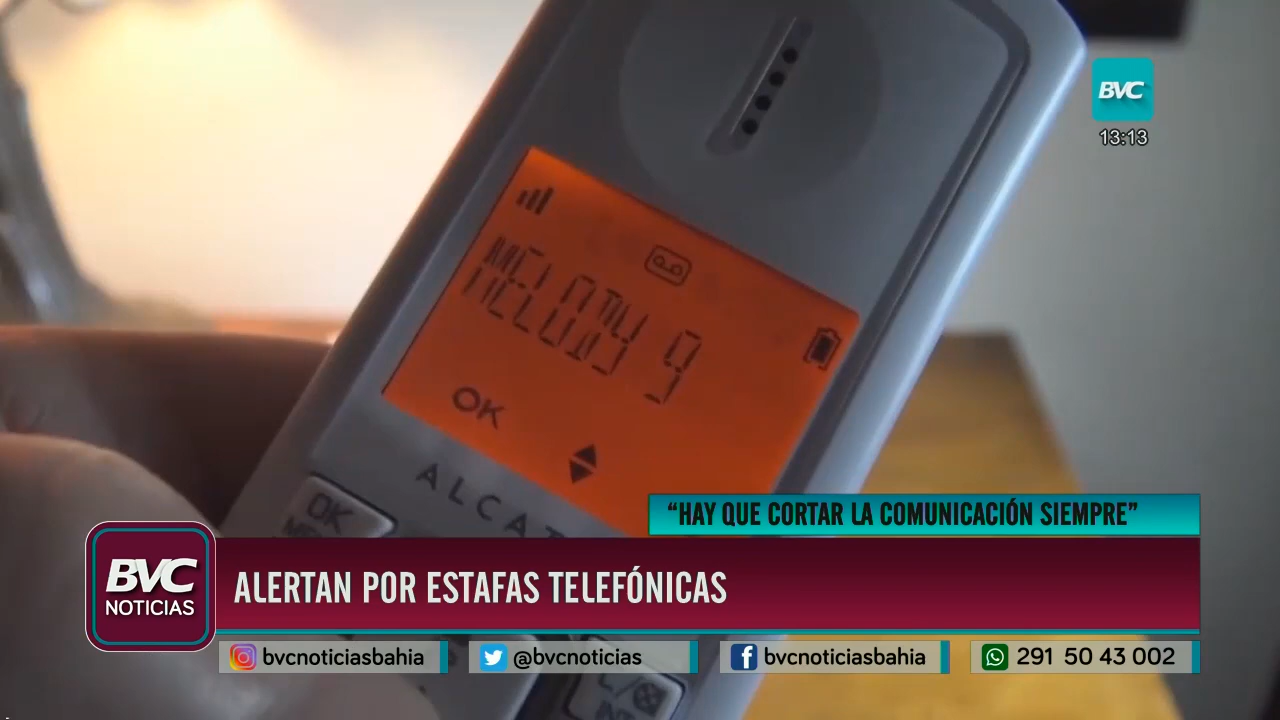 BVC
13:13
MELODY 9
OK
ALCAT
OK
“HAY QUE CORTAR LA COMUNICACIÓN SIEMPRE”
BVC
NOTICIAS
ALERTAN POR ESTAFAS TELEFÓNICAS
bvcnoticiasbahia
@bvcnoticias
bvcnoticiasbahia
291 50 43 002
INT